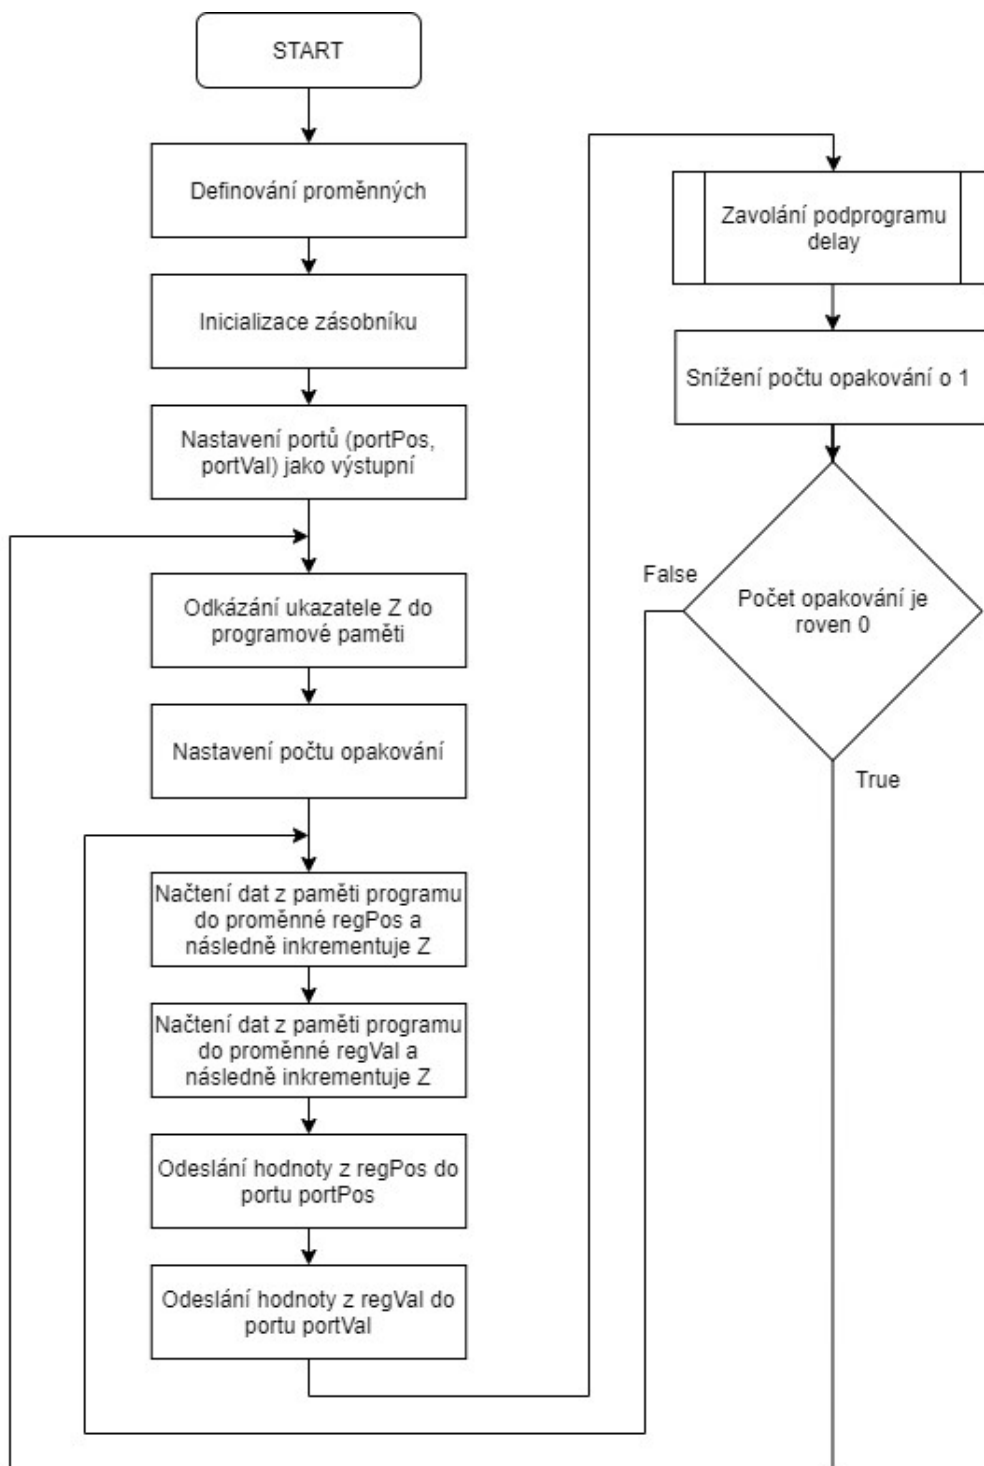 START
Definování proměnných
Inicializace zásobníku
Nastavení portů (portPos,
portVal) jako výstupní
Odkázání ukazatele Z do
programové paměti
Nastavení počtu opakování
Načtení dat z paměti programu
do proměnné regPos a
následně inkrementuje Z
Načtení dat z paměti programu
do proměnné regVal a
následně inkrementuje Z
Odeslání hodnoty z regPos do
portu portPos
Odeslání hodnoty z regVal do
portu portVal
Zavolání podprogramu
delay
Snížení počtu opakování o 1
Počet opakování je
roven 0
False
True